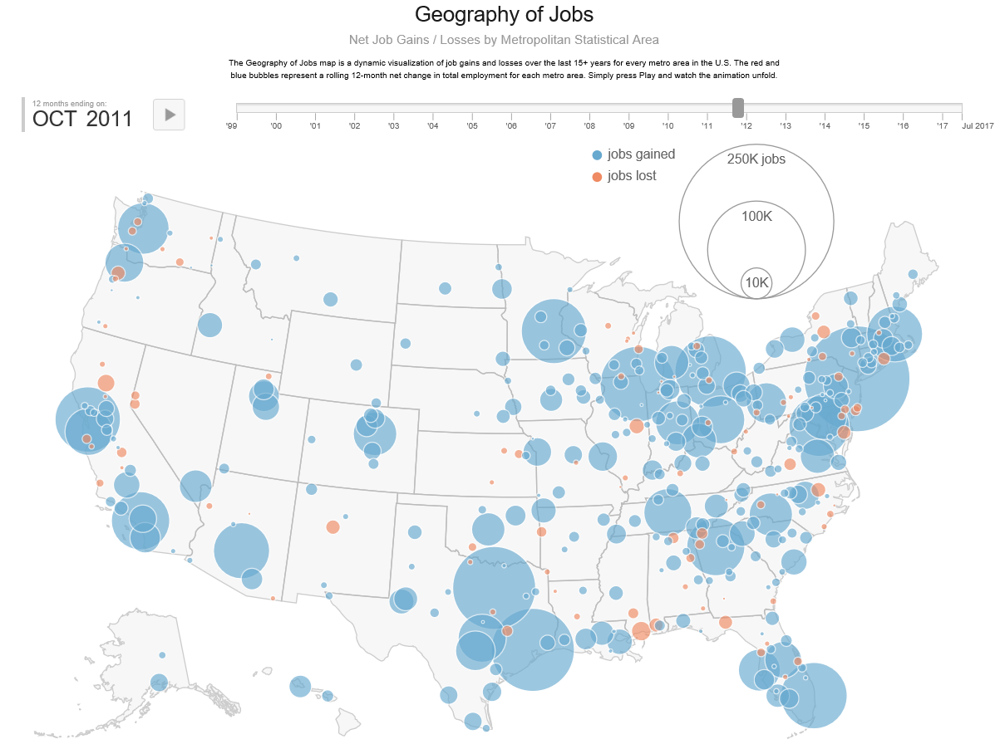 Geography of Jobs
Net Job Gains / Losses by Metropolitan Statistical Area
The Geography of Jobs map is a dynamic visualization of job gains and losses over the last 15+ years for every metro area in the U.S. The red and
blue bubbles represent a rolling 12-month net change in total employment for each metro area. Simply press Play and watch the animation unfold.
12 months ending on:
OCT 2011
'99 '00 '01 '02 '03 '04 '05 '06 '07 '08 '09 '10 '11 '12 '13 '14 '15 '16 '17 Jul 2017
jobs gained
jobs lost
250K jobs
100K
10K